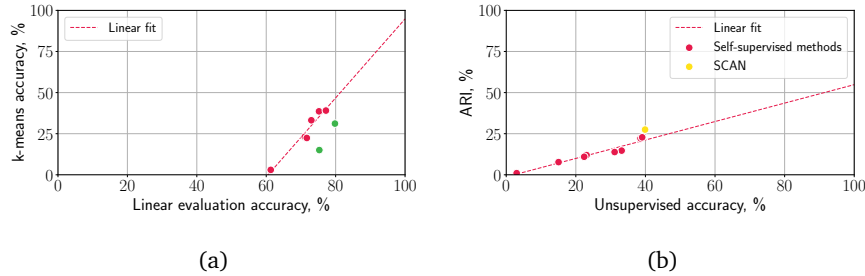 100
75
50
25
0
k-means accuracy, %
Linear fit
0
20
40
60
80
100
Linear evaluation accuracy, %
(a)
100
75
50
25
0
ARI, %
Linear fit
Self-supervised methods
SCAN
0
20
40
60
80
100
Unsupervised accuracy, %
(b)